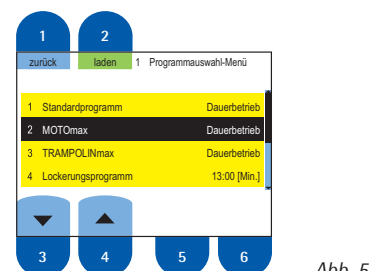 1 2
zurück laden 1 Programmauswahl-Menü
1 Standardprogramm Dauerbetrieb
2 MOTOmax Dauerbetrieb
3 TRAMPOLINmax Dauerbetrieb
4 Lockerungsprogramm 13:00 [Min.]
3 4 5 6
Abb. 5